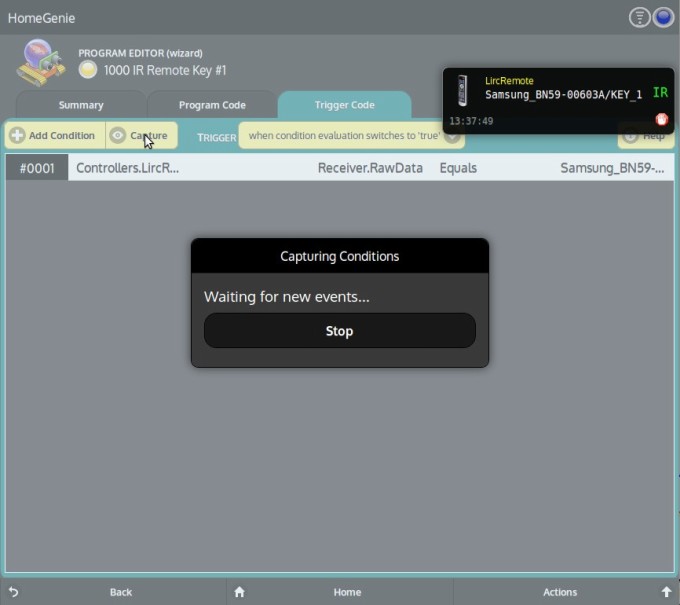 HomeGenie
PROGRAM EDITOR (wizard)
1000 IR Remote Key #1
LircRemote
Samsung_BN59-00603A/KEY_1 IR
13:37:49
Summary
Program Code
Trigger Code
Add Condition
Capture
TRIGGER
when condition evaluation switches to 'true'
Help
#0001 Controllers.LircR... Receiver.RawData Equals Samsung_BN59-...
Capturing Conditions
Waiting for new events...
Stop
Back
Home
Actions